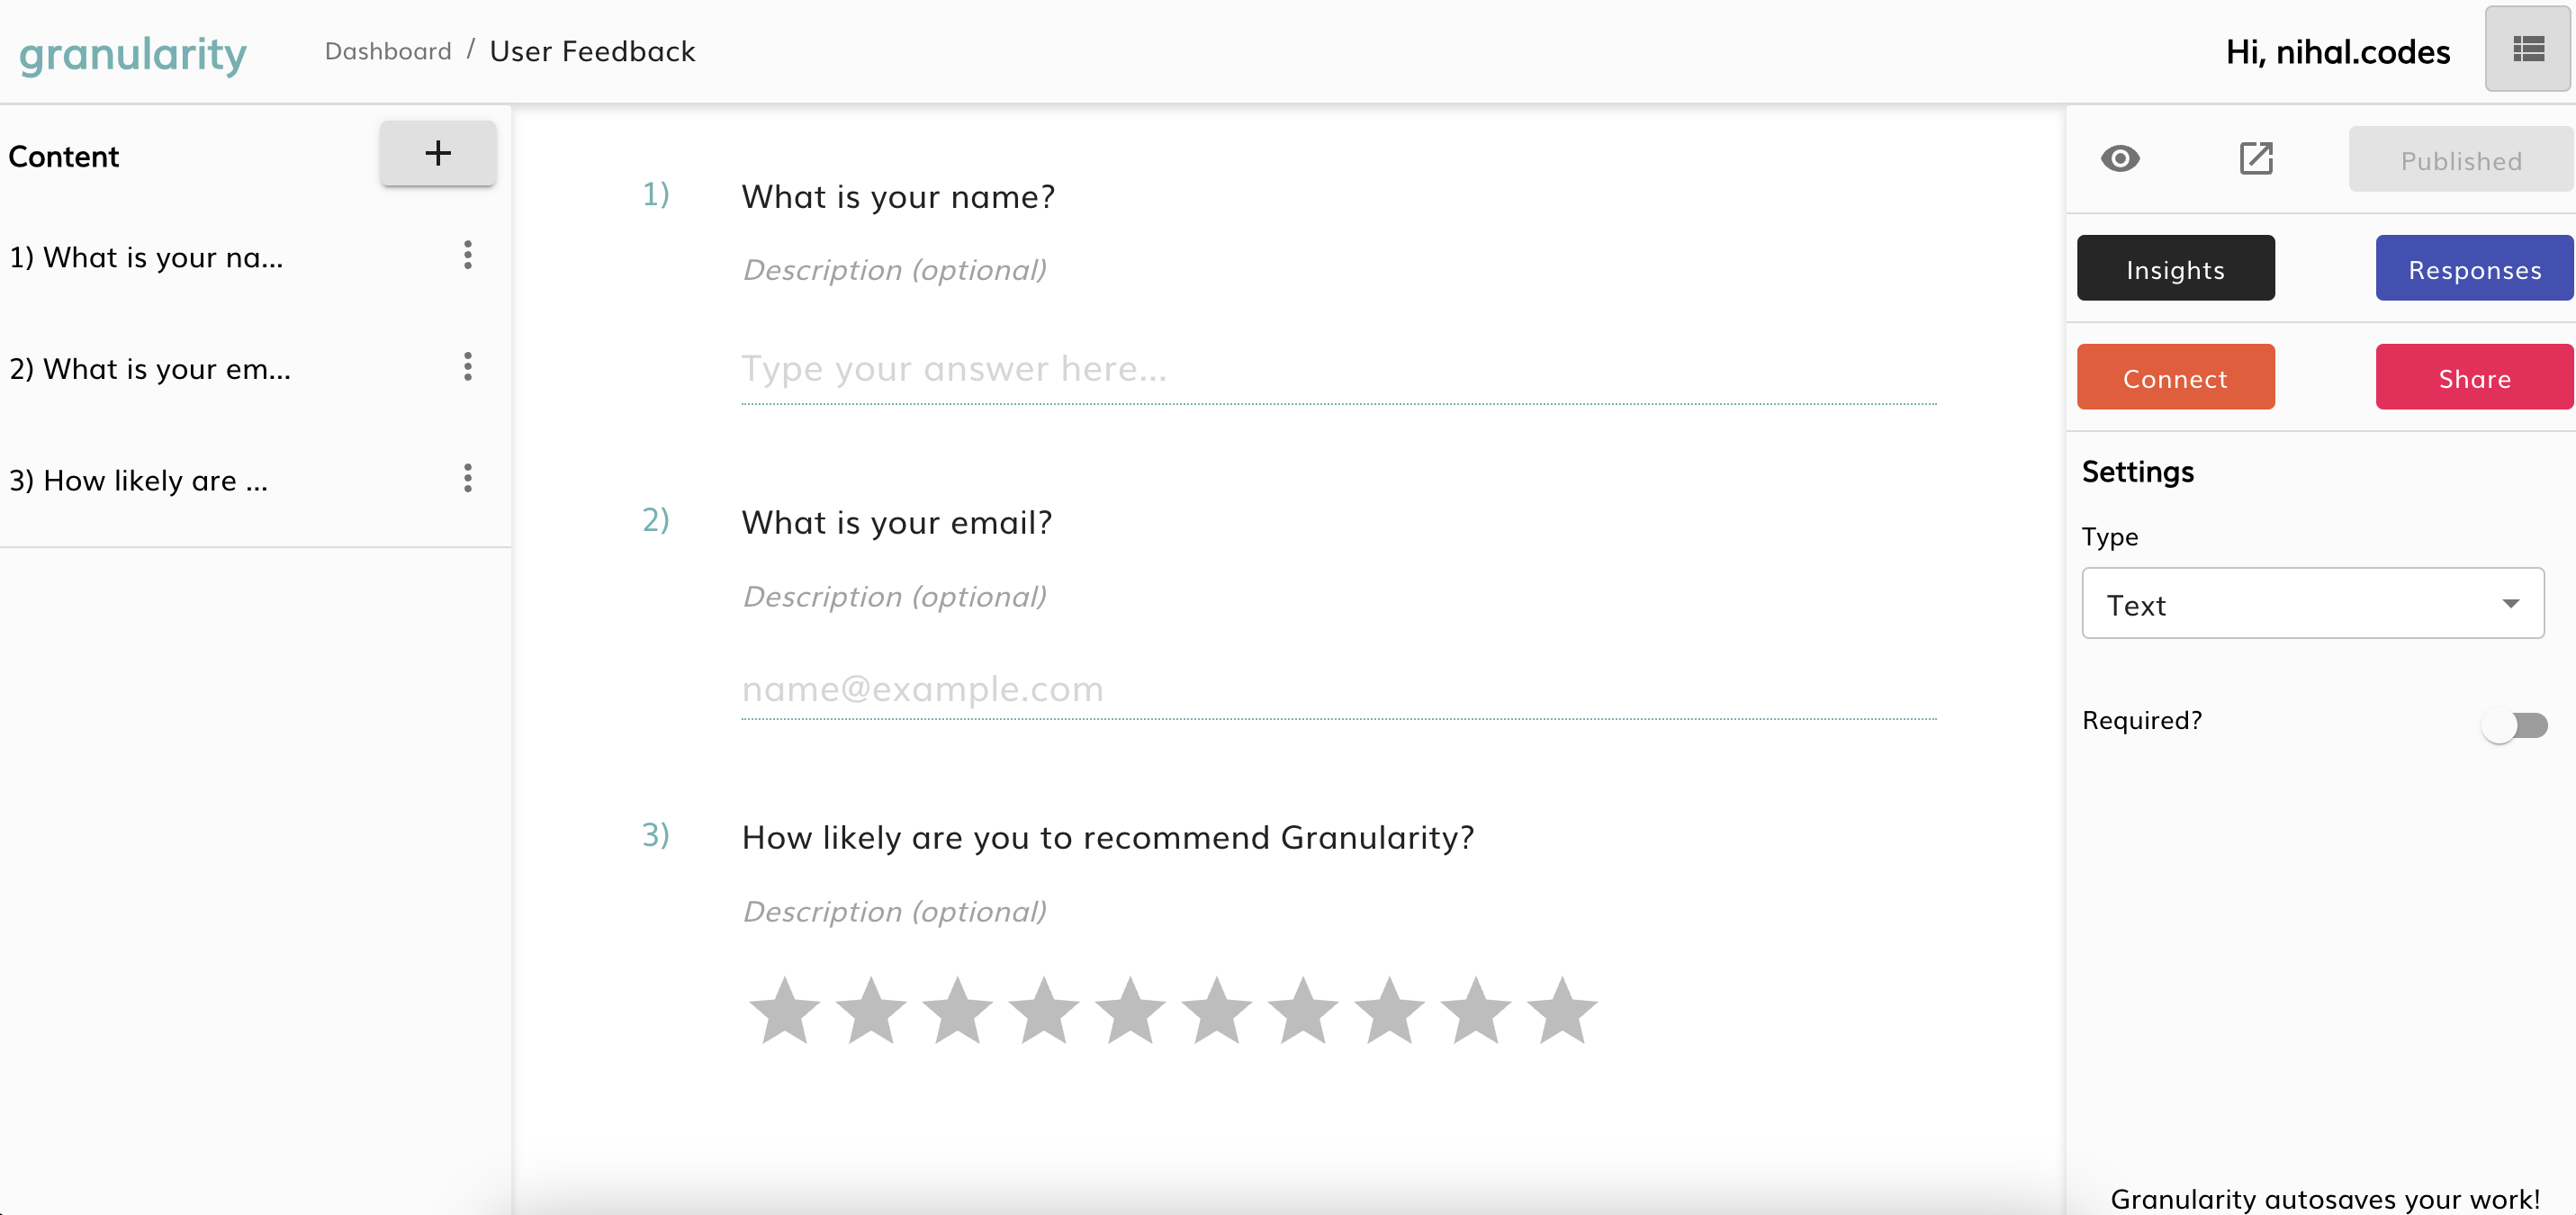 granularity
Dashboard / User Feedback
Hi, nihal.codes
Content
+
1) What is your na...
2) What is your em...
3) How likely are ...
1) What is your name?
Description (optional)
Type your answer here...
2) What is your email?
Description (optional)
name@example.com
3) How likely are you to recommend Granularity?
Description (optional)
Published
Insights
Responses
Connect
Share
Settings
Type
Text
Required?
Granularity autosaves your work!